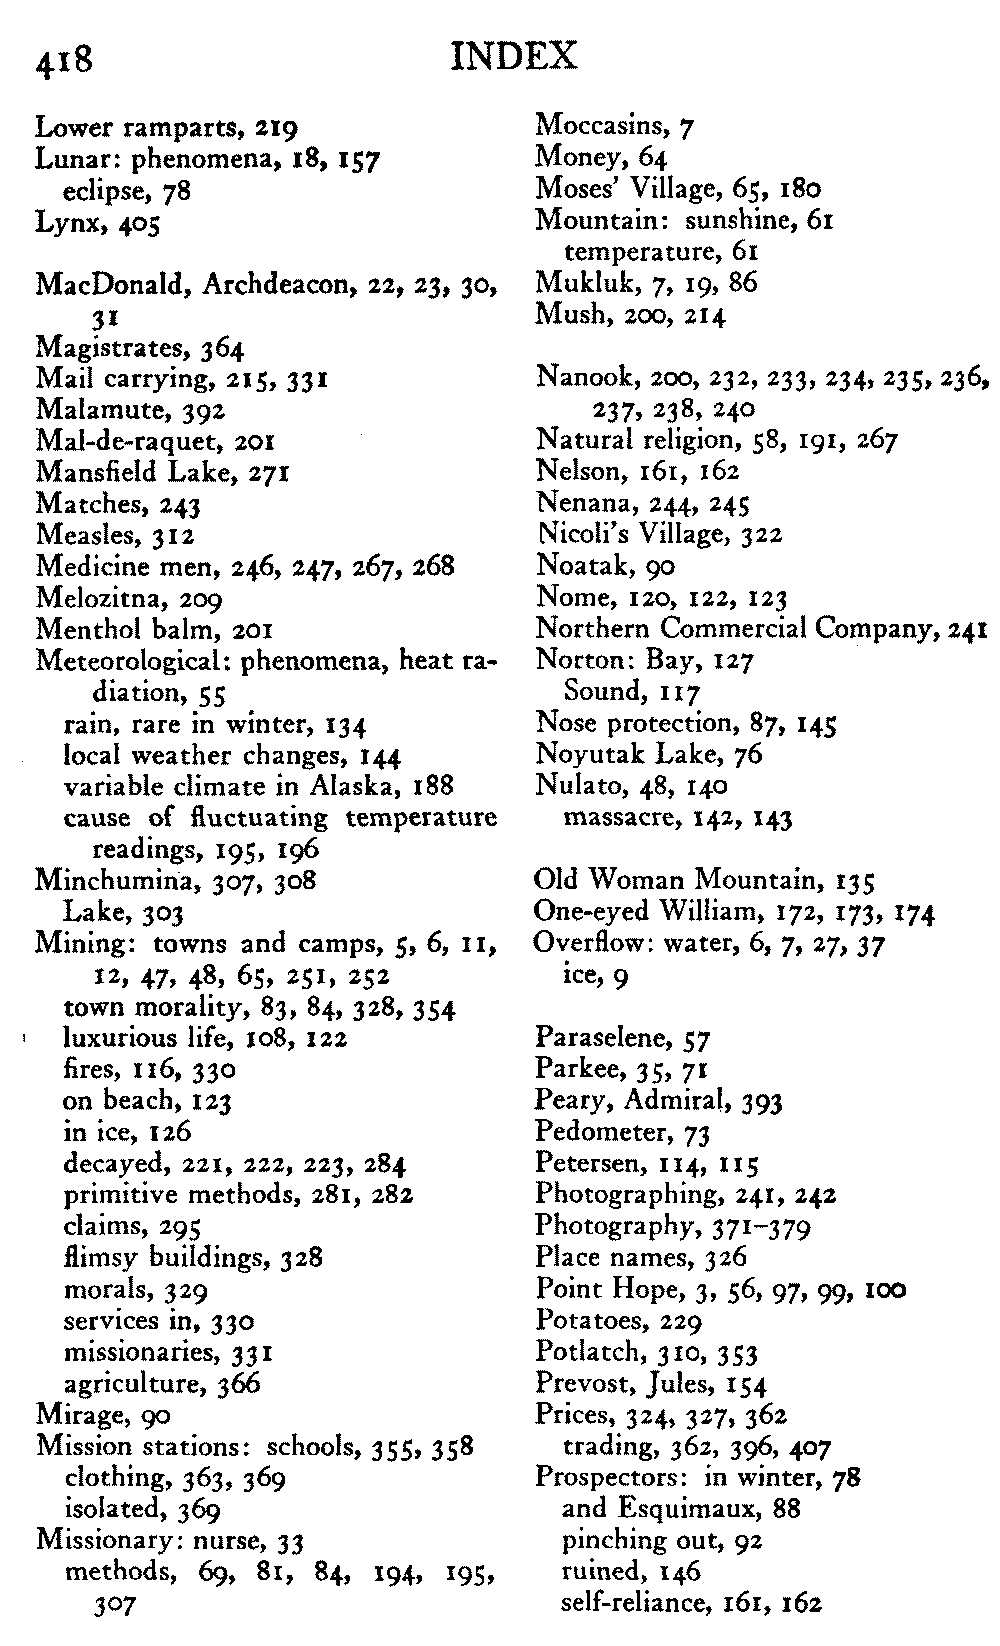 418
INDEX
Lower ramparts, 219
Lunar: phenomena, 18, 157
eclipse, 78
Lynx, 405
MacDonald, Archdeacon, 22, 23, 30,
31
Magistrates, 364
Mail carrying, 215, 331
Malamute, 392
Mal-de-raquet, 201
Mansfield Lake, 271
Matches, 243
Measles, 312
Medicine men, 246, 247, 267, 268
Melozitna, 209
Menthol balm, 201
Meteorological: phenomena, heat ra-
diation, 55
rain, rare in winter, 134
local weather changes, 144
variable climate in Alaska, 188
cause of fluctuating temperature
readings, 195, 196
Minchumina, 307, 308
Lake, 303
Mining: towns and camps, 5, 6, 11,
12, 47, 48, 65, 251, 252
town morality, 83, 84, 328, 354
luxurious life, 108, 122
fires, 116, 330
on beach, 123
in ice, 126
decayed, 221, 222, 223, 284
primitive methods, 281, 282
claims, 295
flimsy buildings, 328
morals, 329
services in, 330
missionaries, 331
agriculture, 366
Mirage, 90
Mission stations: schools, 355, 358
clothing, 363, 369
isolated, 369
Missionary: nurse, 33
methods, 69, 81, 84, 194, 195,
307
Moccasins, 7
Money, 64
Moses' Village, 65, 180
Mountain: sunshine, 61
temperature, 61
Mukluk, 7, 19, 86
Mush, 200, 214
Nanook, 200, 232, 233, 234, 235, 236,
237, 238, 240
Natural religion, 58, 191, 267
Nelson, 161, 162
Nenana, 244, 245
Nicoli's Village, 322
Noatak, 90
Nome, 120, 122, 123
Northern Commercial Company, 241
Norton: Bay, 127
Sound, 117
Nose protection, 87, 145
Noyutak Lake, 76
Nulato, 48, 140
massacre, 142, 143
Old Woman Mountain, 135
One-eyed William, 172, 173, 174
Overflow: water, 6, 7, 27, 37
ice, 9
Paraselene, 57
Parkee, 35, 71
Peary, Admiral, 393
Pedometer, 73
Petersen, 114, 115
Photographing, 241, 242
Photography, 371–379
Place names, 326
Point Hope, 3, 56, 97, 99, 100
Potatoes, 229
Potlatch, 310, 353
Prevost, Jules, 154
Prices, 324, 327, 362
trading, 362, 396, 407
Prospectors: in winter, 78
and Esquimaux, 88
pinching out, 92
ruined, 146
self-reliance, 161, 162